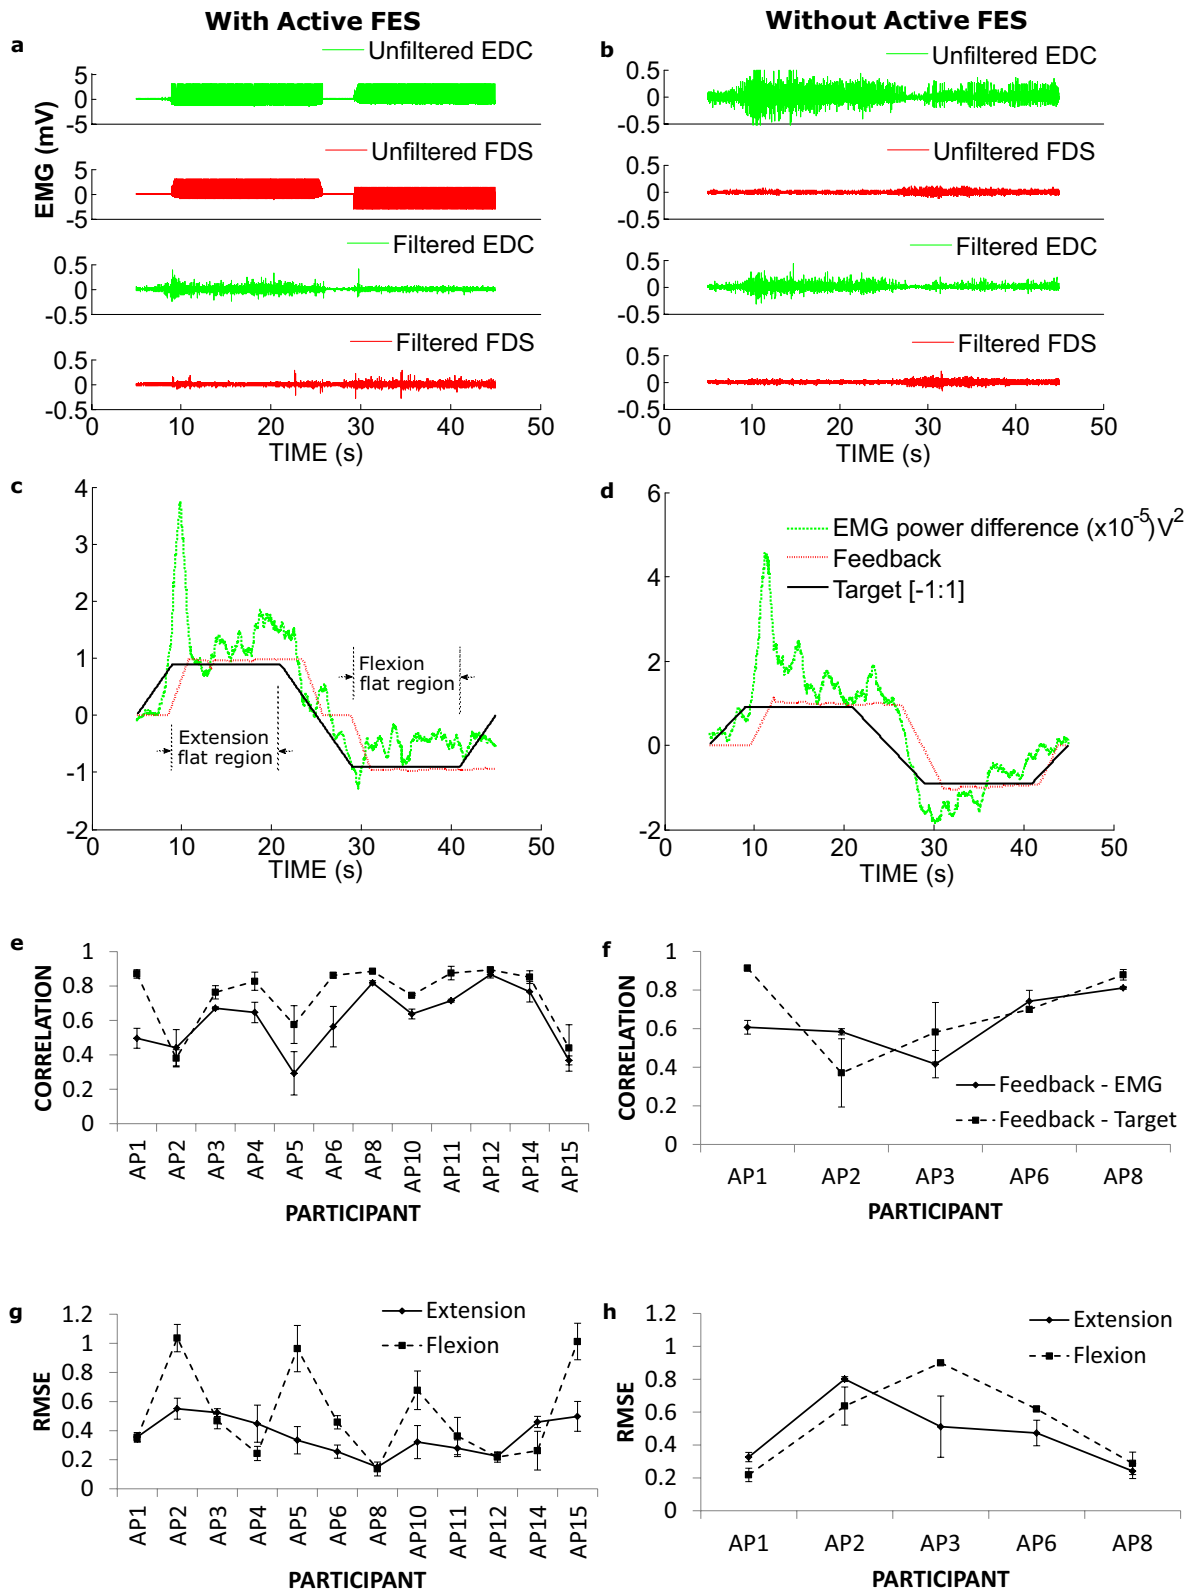 With Active FES
Without Active FES
a
Unfiltered EDC
5
0
-5
EMG (mV)
Unfiltered FDS
5
0
-5
Filtered EDC
0.5
0
-0.5
Filtered FDS
0.5
0
-0.5
0 10 20 30 40 50
TIME (s)
b
Unfiltered EDC
0.5
0
-0.5
Unfiltered FDS
0.5
0
-0.5
Filtered EDC
0.5
0
-0.5
Filtered FDS
0.5
0
-0.5
0 10 20 30 40 50
TIME (s)
c
4
3
2
1
0
-1
-2
Flexion
flat region
Extension
flat region
0 10 20 30 40 50
TIME (s)
d
6
4
2
0
-2
EMG power difference (x10^-5)V^2
Feedback
Target [-1:1]
0 10 20 30 40 50
TIME (s)
e
1
0.8
0.6
0.4
0.2
0
CORRELATION
AP1 AP2 AP3 AP4 AP5 AP6 AP8 AP10 AP11 AP12 AP14 AP15
PARTICIPANT
f
1
0.8
0.6
0.4
0.2
0
CORRELATION
Feedback - EMG
Feedback - Target
AP1 AP2 AP3 AP6 AP8
PARTICIPANT
g
1.2
1
0.8
0.6
0.4
0.2
0
RMSE
Extension
Flexion
AP1 AP2 AP3 AP4 AP5 AP6 AP8 AP10 AP11 AP12 AP14 AP15
PARTICIPANT
h
1.2
1
0.8
0.6
0.4
0.2
0
RMSE
Extension
Flexion
AP1 AP2 AP3 AP6 AP8
PARTICIPANT